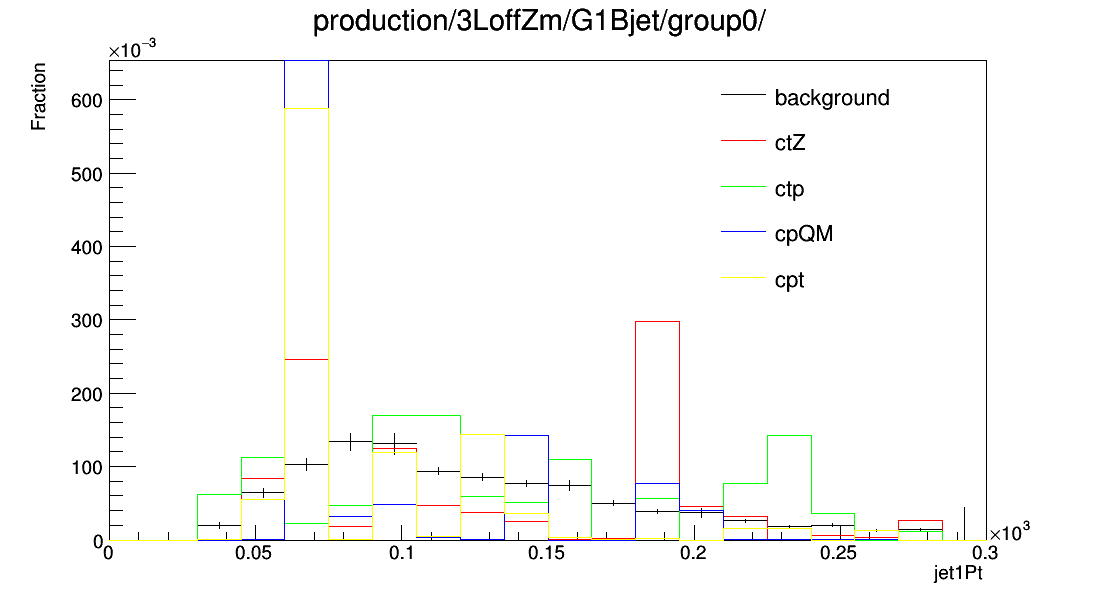 production/3LoffZm/G1Bjet/group0/
×10⁻³
Fraction
600
500
400
300
200
100
0
background
ctZ
ctp
cpQM
cpt
0 0.05 0.1 0.15 0.2 0.25 0.3
×10³
jet1Pt